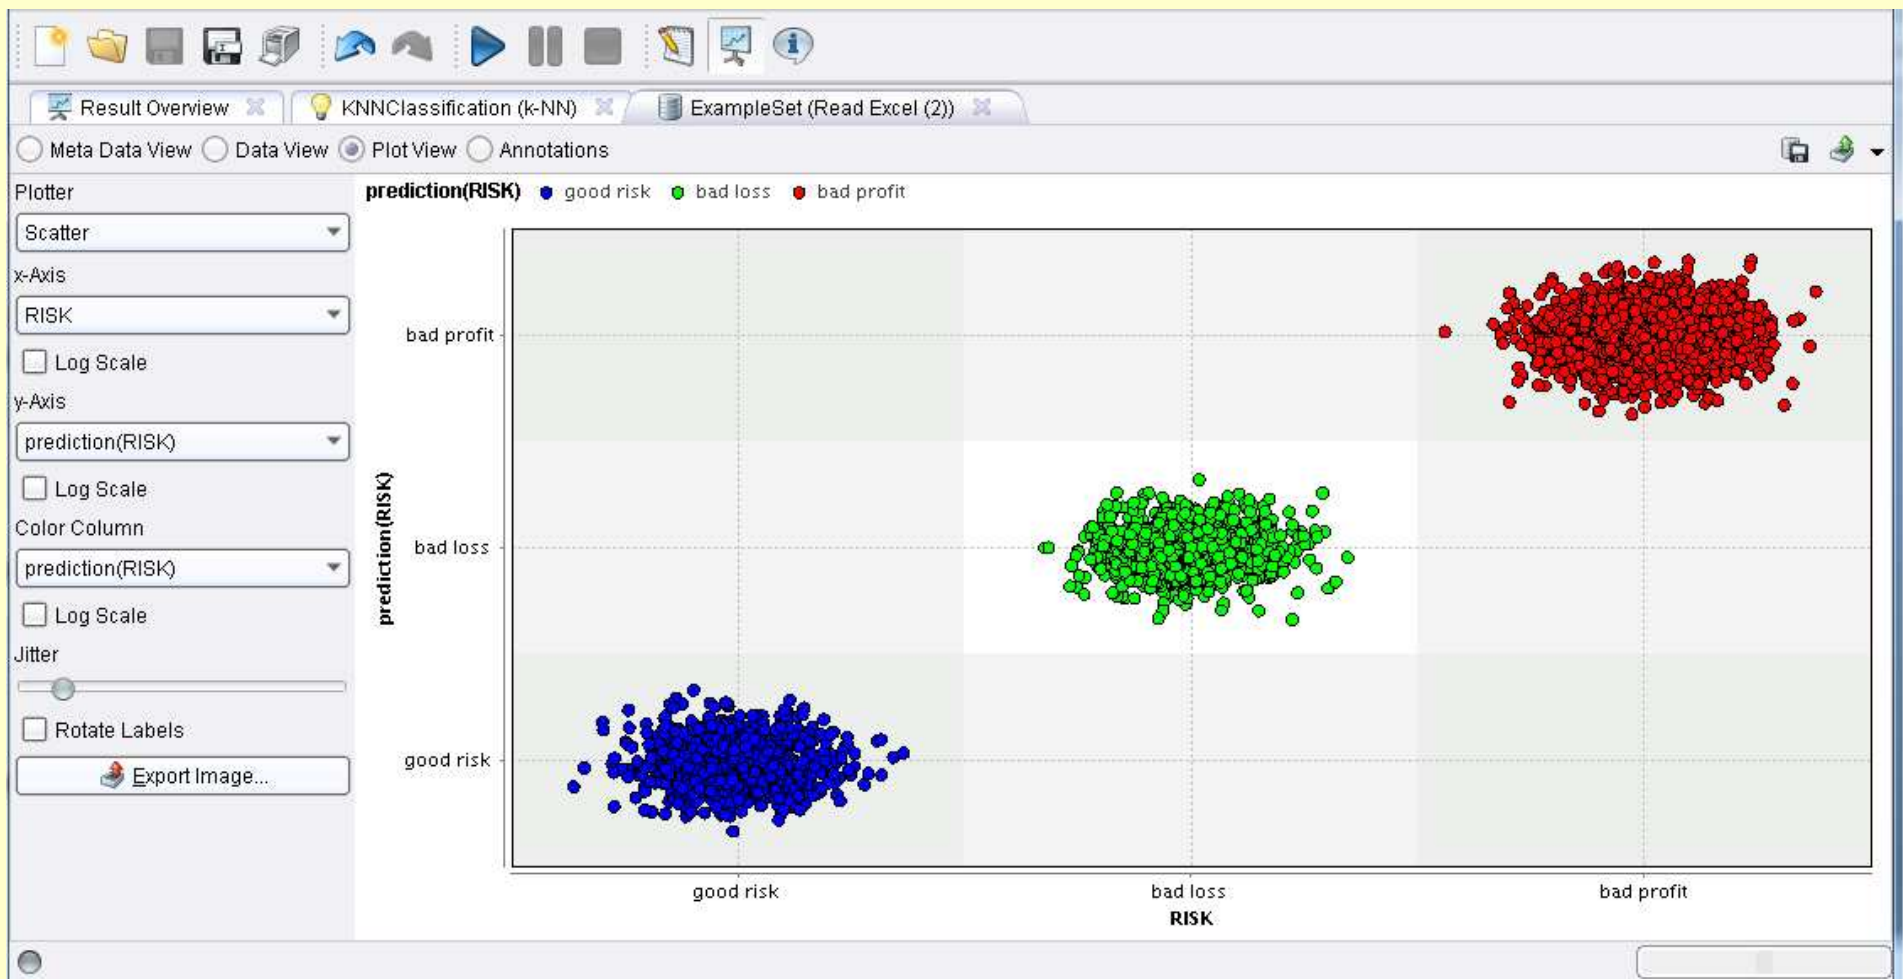 Result Overview
KNNClassification (k-NN)
ExampleSet (Read Excel (2))
Meta Data View
Data View
Plot View
Annotations
Plotter
Scatter
x-Axis
RISK
Log Scale
y-Axis
prediction(RISK)
Log Scale
Color Column
prediction(RISK)
Log Scale
Jitter
Rotate Labels
Export Image...
prediction(RISK) good risk bad loss bad profit
prediction(RISK)
bad profit
bad loss
good risk
good risk bad loss bad profit
RISK